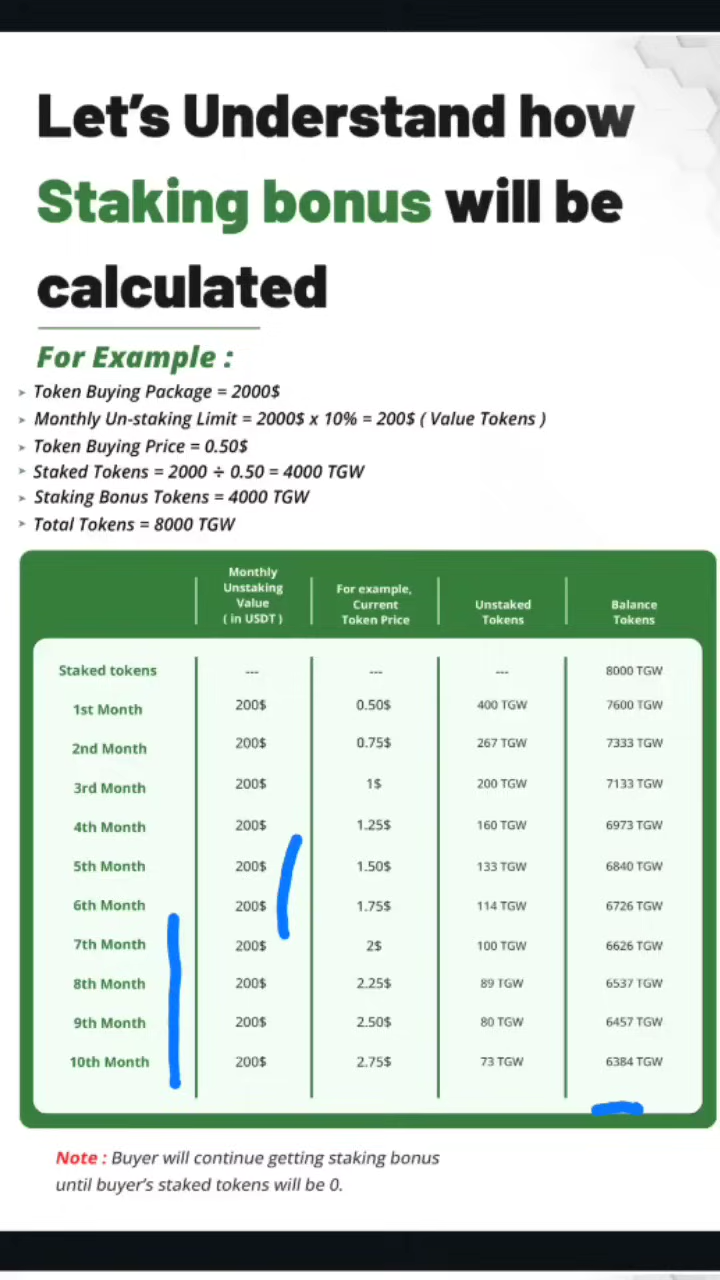 Let's Understand how
Staking bonus will be
calculated
For Example :
➤ Token Buying Package = 2000$
➤ Monthly Un-staking Limit = 2000$ x 10% = 200$ ( Value Tokens )
➤ Token Buying Price = 0.50$
➤ Staked Tokens = 2000 ÷ 0.50 = 4000 TGW
➤ Staking Bonus Tokens = 4000 TGW
➤ Total Tokens = 8000 TGW
Monthly Unstaking Value ( in USDT ) For example, Current Token Price Unstaked Tokens Balance Tokens
Staked tokens --- --- --- 8000 TGW
1st Month 200$ 0.50$ 400 TGW 7600 TGW
2nd Month 200$ 0.75$ 267 TGW 7333 TGW
3rd Month 200$ 1$ 200 TGW 7133 TGW
4th Month 200$ 1.25$ 160 TGW 6973 TGW
5th Month 200$ 1.50$ 133 TGW 6840 TGW
6th Month 200$ 1.75$ 114 TGW 6726 TGW
7th Month 200$ 2$ 100 TGW 6626 TGW
8th Month 200$ 2.25$ 89 TGW 6537 TGW
9th Month 200$ 2.50$ 80 TGW 6457 TGW
10th Month 200$ 2.75$ 73 TGW 6384 TGW
Note : Buyer will continue getting staking bonus
until buyer's staked tokens will be 0.